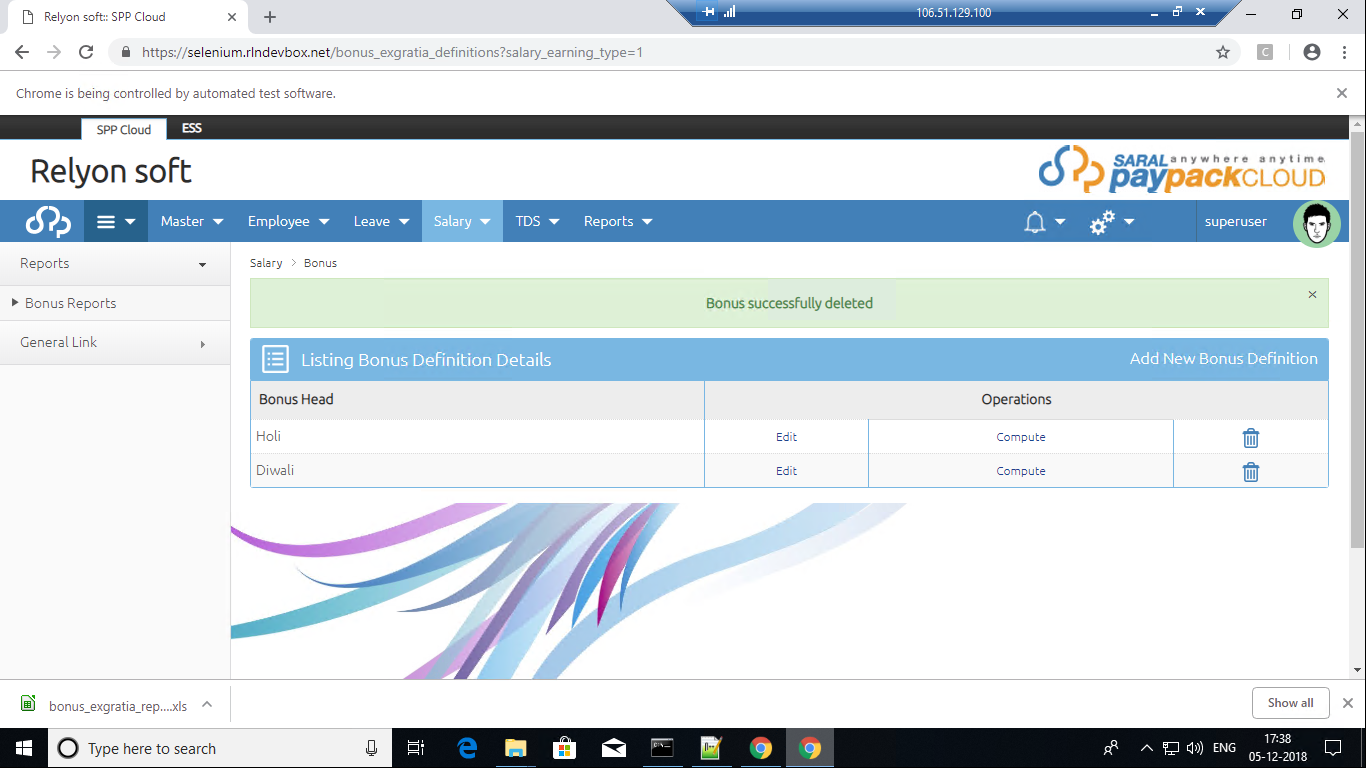 Relyon soft:: SPP Cloud
106.51.129.100
https://selenium.rlndevbox.net/bonus_exgratia_definitions?salary_earning_type=1
C
Chrome is being controlled by automated test software.
SPP Cloud ESS
Relyon soft
SARAL anywhere anytime
paypackCLOUD
Master Employee Leave Salary TDS Reports superuser
Reports
Bonus Reports
General Link
Salary > Bonus
Bonus successfully deleted
Listing Bonus Definition Details Add New Bonus Definition
Bonus Head Operations
Holi Edit Compute
Diwali Edit Compute
bonus_exgratia_rep....xls Show all
Type here to search
ENG
17:38
05-12-2018